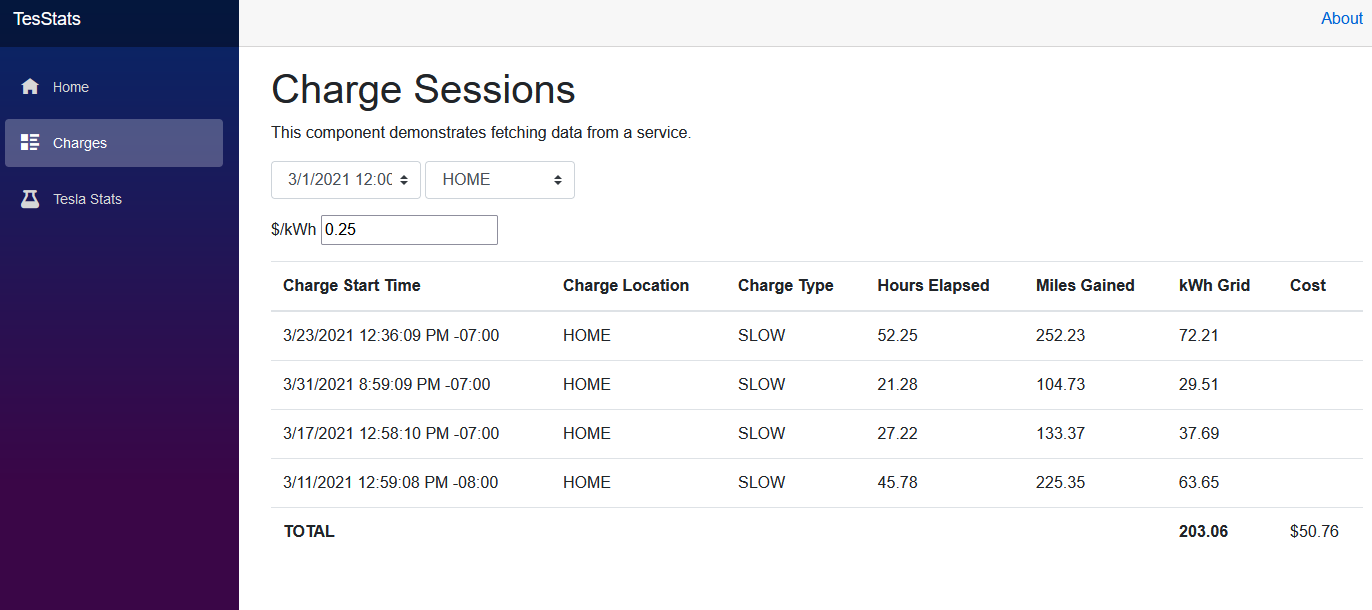 TesStats
About
Home
Charges
Tesla Stats
Charge Sessions
This component demonstrates fetching data from a service.
3/1/2021 12:00 HOME
$/kWh 0.25
Charge Start Time Charge Location Charge Type Hours Elapsed Miles Gained kWh Grid Cost
3/23/2021 12:36:09 PM -07:00 HOME SLOW 52.25 252.23 72.21
3/31/2021 8:59:09 PM -07:00 HOME SLOW 21.28 104.73 29.51
3/17/2021 12:58:10 PM -07:00 HOME SLOW 27.22 133.37 37.69
3/11/2021 12:59:08 PM -08:00 HOME SLOW 45.78 225.35 63.65
TOTAL 203.06 $50.76